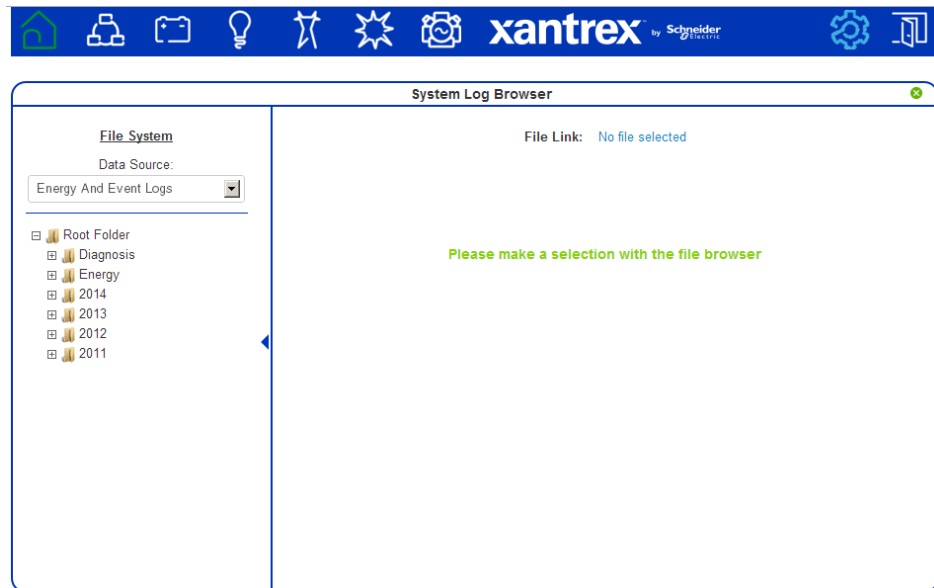 xantrex by Schneider Electric
System Log Browser
File System
Data Source:
Energy And Event Logs
Root Folder
Diagnosis
Energy
2014
2013
2012
2011
File Link: No file selected
Please make a selection with the file browser